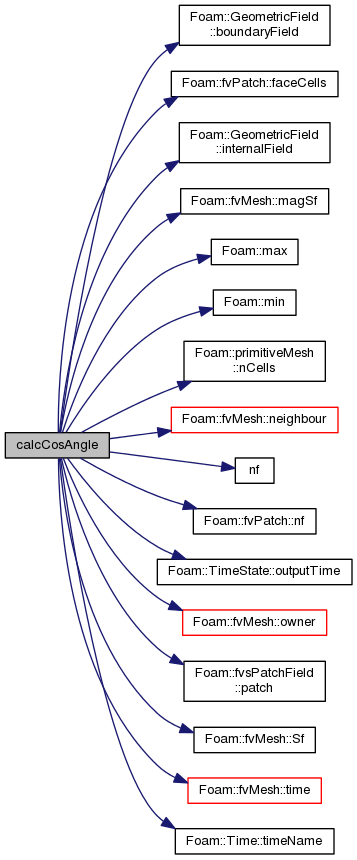 Foam::GeometricField
::boundaryField
Foam::fvPatch::faceCells
Foam::GeometricField
::internalField
Foam::fvMesh::magSf
Foam::max
Foam::min
Foam::primitiveMesh
::nCells
Foam::fvMesh::neighbour
calcCosAngle
nf
Foam::fvPatch::nf
Foam::TimeState::outputTime
Foam::fvMesh::owner
Foam::fvsPatchField
::patch
Foam::fvMesh::Sf
Foam::fvMesh::time
Foam::Time::timeName